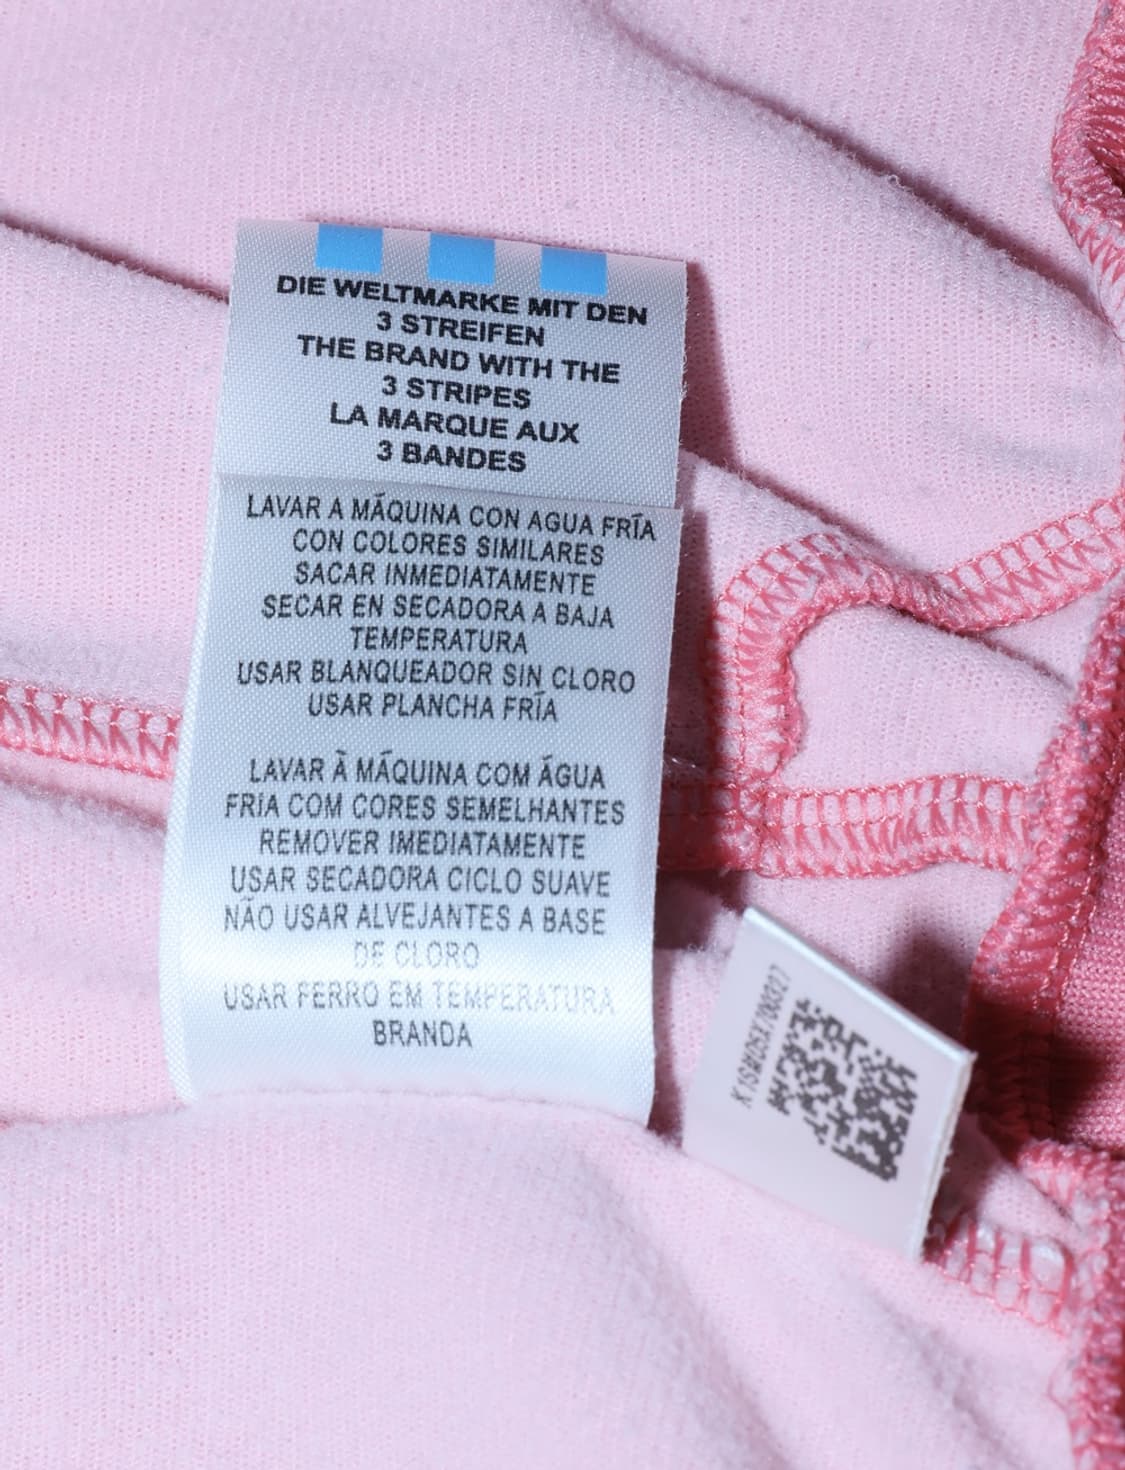 DIE WELTMARKE MIT DEN
3 STREIFEN
THE BRAND WITH THE
3 STRIPES
LA MARQUE AUX
3 BANDES
LAVAR A MÁQUINA CON AGUA FRÍA
CON COLORES SIMILARES
SACAR INMEDIATAMENTE
SECAR EN SECADORA A BAJA
TEMPERATURA
USAR BLANQUEADOR SIN CLORO
USAR PLANCHA FRÍA
LAVAR À MÁQUINA COM ÁGUA
FRIA COM CORES SEMELHANTES
REMOVER IMEDIATAMENTE
USAR SECADORA CICLO SUAVE
NÃO USAR ALVEJANTES A BASE
DE CLORO
USAR FERRO EM TEMPERATURA
BRANDA